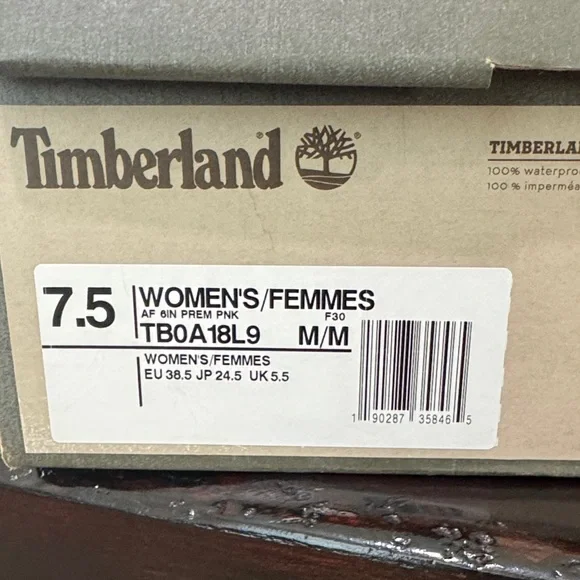 Timberland®
TIMBERLA
100% waterproo
100 % imperméa
7.5
WOMEN'S/FEMMES
AF 6IN PREM PNK F30
TB0A18L9 M/M
WOMEN'S/FEMMES
EU 38.5 JP 24.5 UK 5.5
1 90287 35846 5